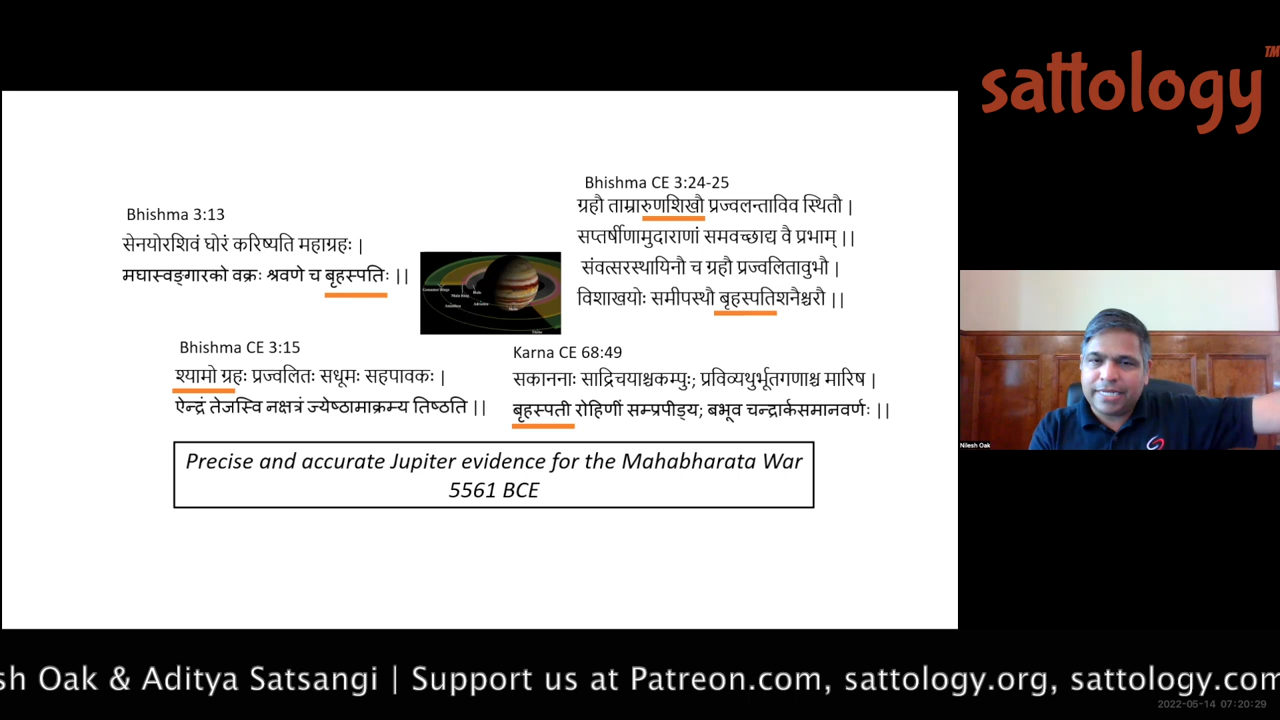 sattology™
Bhishma 3:13
सेनयोरशिवं घोरं करिष्यति महाग्रहः |
मघास्वङ्गारको वक्रः श्रवणे च बृहस्पतिः ||
Bhishma CE 3:24-25
ग्रहौ ताम्रारुणशिखौ प्रज्वलन्ताविव स्थितौ |
सप्तर्षीणामुदाराणां समवच्छाद्य वै प्रभाम् ||
संवत्सरस्थायिनौ च ग्रहौ प्रज्वलितावुभौ |
विशाखयोः समीपस्थौ बृहस्पतिशनैश्चरौ ||
Bhishma CE 3:15
श्यामो ग्रहः प्रज्वलितः सधूमः सहपावकः |
ऐन्द्रं तेजस्वि नक्षत्रं ज्येष्ठामाक्रम्य तिष्ठति ||
Karna CE 68:49
सकाननाः साद्रिचयाश्चकम्पुः; प्रविव्यथुर्भूतगणाश्च मारिष |
बृहस्पती रोहिणीं सम्प्रपीड्य; बभूव चन्द्रार्कसमानवर्णः ||
Precise and accurate Jupiter evidence for the Mahabharata War
5561 BCE
Nilesh Oak
sh Oak & Aditya Satsangi | Support us at Patreon.com, sattology.org, sattology.com
2022-05-14 07:20:29